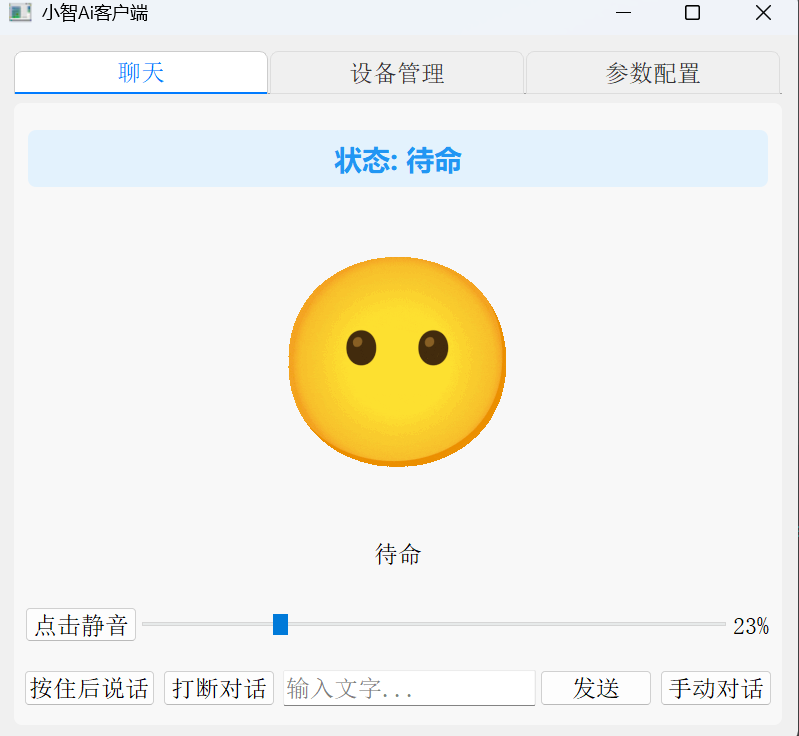 小智Ai客户端
聊天 设备管理 参数配置
状态: 待命
待命
点击静音 23%
按住后说话 打断对话 输入文字... 发送 手动对话